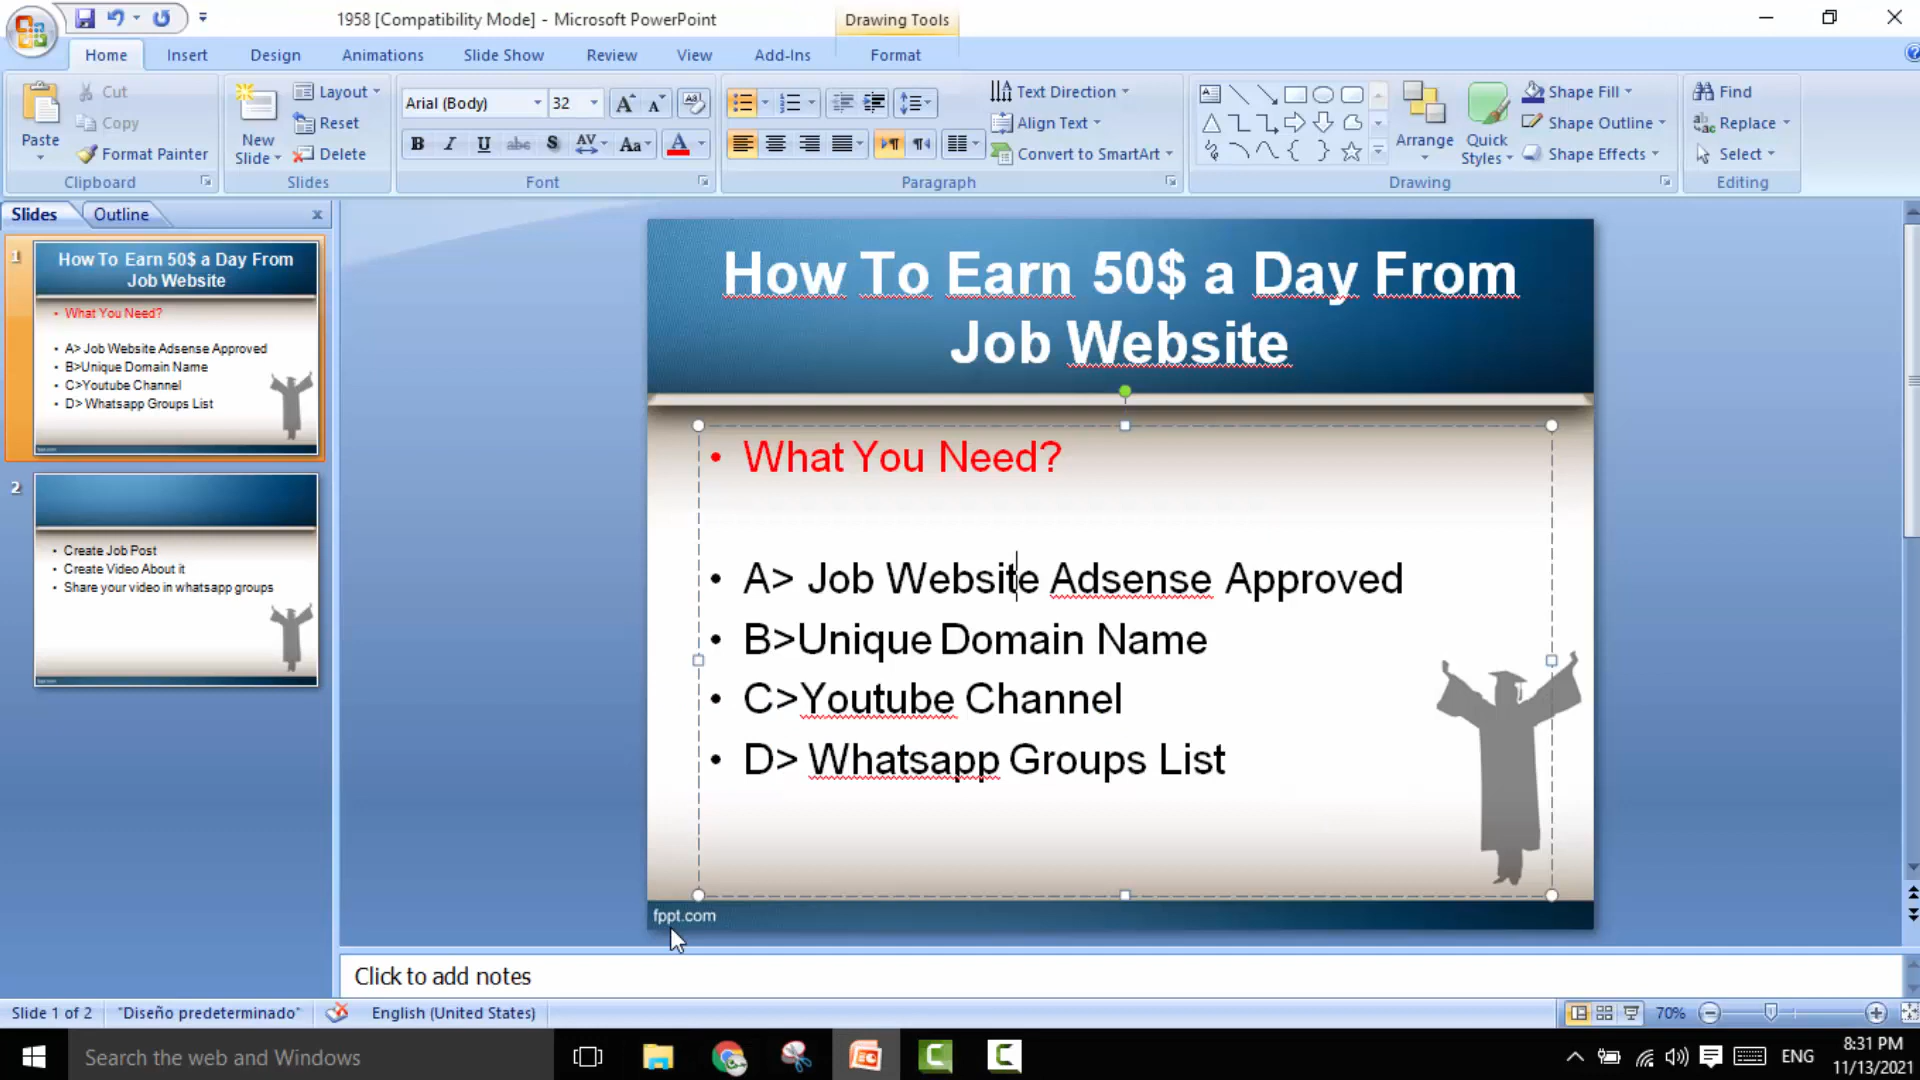 1958 [Compatibility Mode] - Microsoft PowerPoint
Drawing Tools
Home Insert Design Animations Slide Show Review View Add-Ins Format
Paste
Cut
Copy
Format Painter
Clipboard
New Slide
Layout
Reset
Delete
Slides
Arial (Body) 32
B I U abc S AV Aa A
Font
Text Direction
Align Text
Convert to SmartArt
Paragraph
Arrange
Quick Styles
Shape Fill
Shape Outline
Shape Effects
Drawing
Find
Replace
Select
Editing
Slides Outline
1
How To Earn 50$ a Day From
Job Website
• What You Need?
• A> Job Website Adsense Approved
• B>Unique Domain Name
• C>Youtube Channel
• D> Whatsapp Groups List
2
• Create Job Post
• Create Video About it
• Share your video in whatsapp groups
How To Earn 50$ a Day From
Job Website
• What You Need?
• A> Job Website Adsense Approved
• B>Unique Domain Name
• C>Youtube Channel
• D> Whatsapp Groups List
fppt.com
Click to add notes
Slide 1 of 2 "Diseño predeterminado" English (United States) 70%
Search the web and Windows
ENG
8:31 PM
11/13/2021